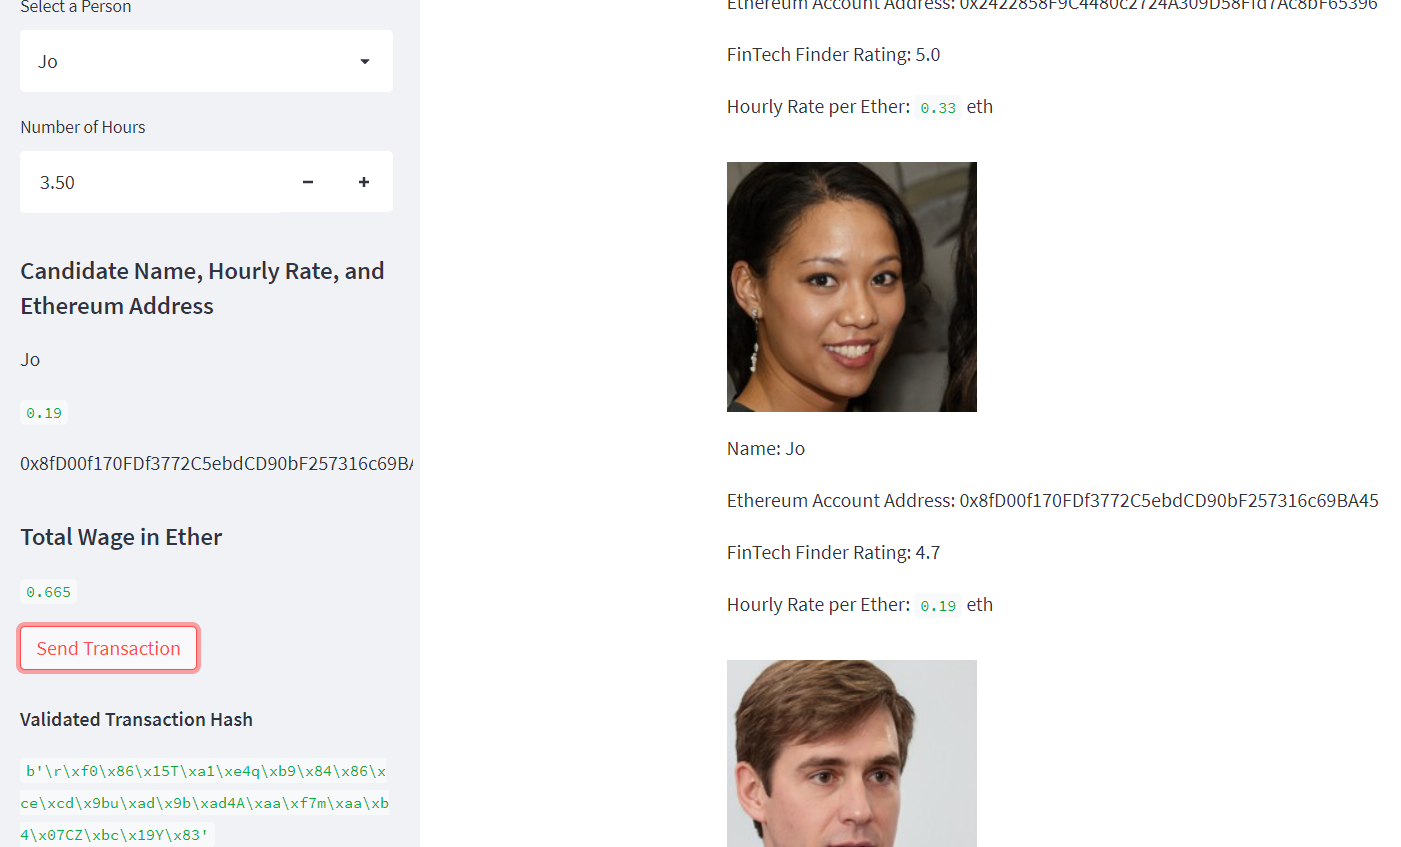 Select a Person
Jo
Number of Hours
3.50
Candidate Name, Hourly Rate, and
Ethereum Address
Jo
0.19
0x8fD00f170FDf3772C5ebdCD90bF257316c69BA
Total Wage in Ether
0.665
Send Transaction
Validated Transaction Hash
b'\r\xf0\x86\x15T\xa1\xe4q\xb9\x84\x86\x
ce\xcd\x9bu\xad\x9b\xad4A\xaa\xf7m\xaa\xb
4\x07CZ\xbc\x19Y\x83'
Ethereum Account Address: 0x2422858F9C4480c2724A309D58Ffd7Ac8bF65396
FinTech Finder Rating: 5.0
Hourly Rate per Ether: 0.33 eth
Name: Jo
Ethereum Account Address: 0x8fD00f170FDf3772C5ebdCD90bF257316c69BA45
FinTech Finder Rating: 4.7
Hourly Rate per Ether: 0.19 eth